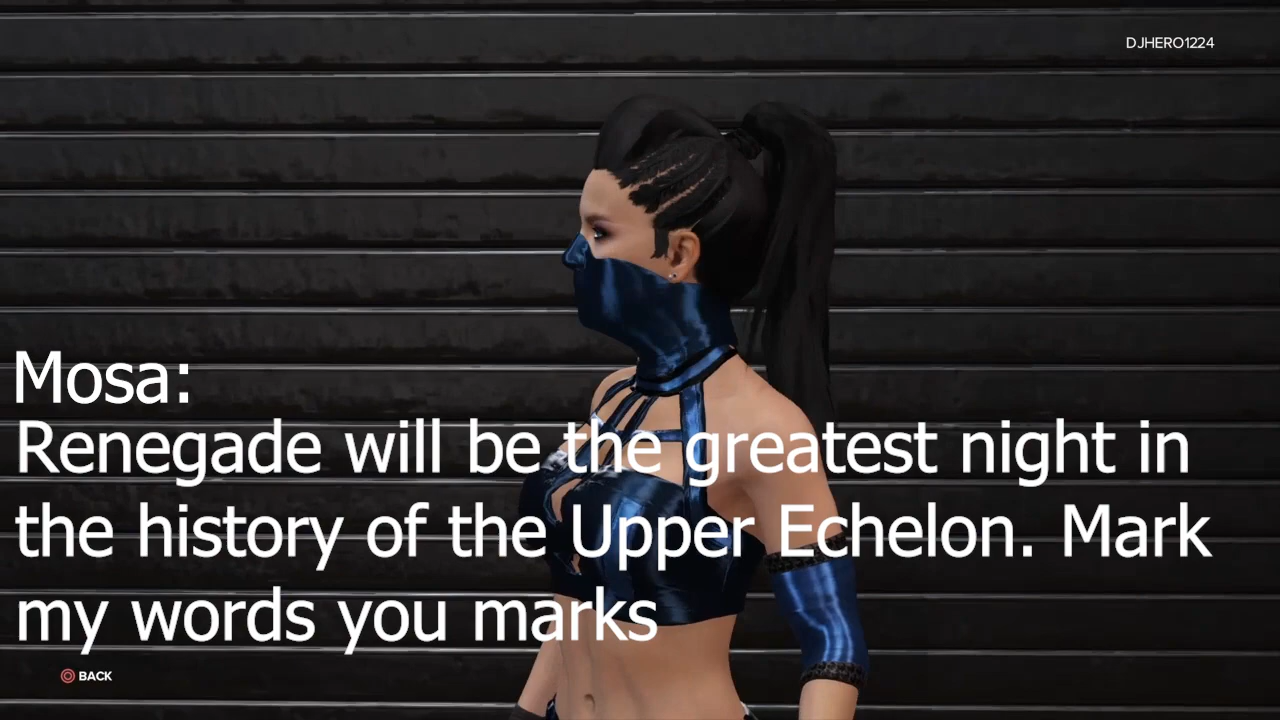 DJHERO1224
Mosa:
Renegade will be the greatest night in
the history of the Upper Echelon. Mark
my words you marks
BACK